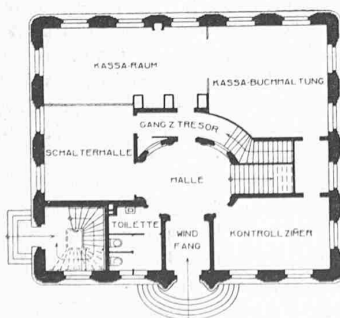 KASSA-RAUM
KASSA-BUCHHALTUNG
GANG Z TRESOR
SCHALTERHALLE
HALLE
TOILETTE
WIND
FANG
KONTROLLZIMER